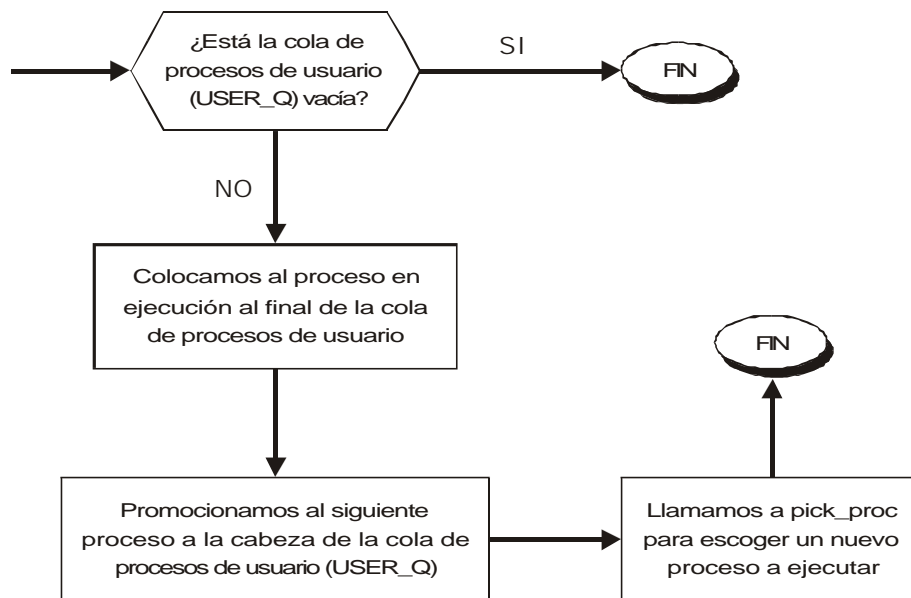 ¿Está la cola de
procesos de usuario
(USER_Q) vacía?
SI
FIN
NO
Colocamos al proceso en
ejecución al final de la cola
de procesos de usuario
FIN
Promocionamos al siguiente
proceso a la cabeza de la cola de
procesos de usuario (USER_Q)
Llamamos a pick_proc
para escoger un nuevo
proceso a ejecutar